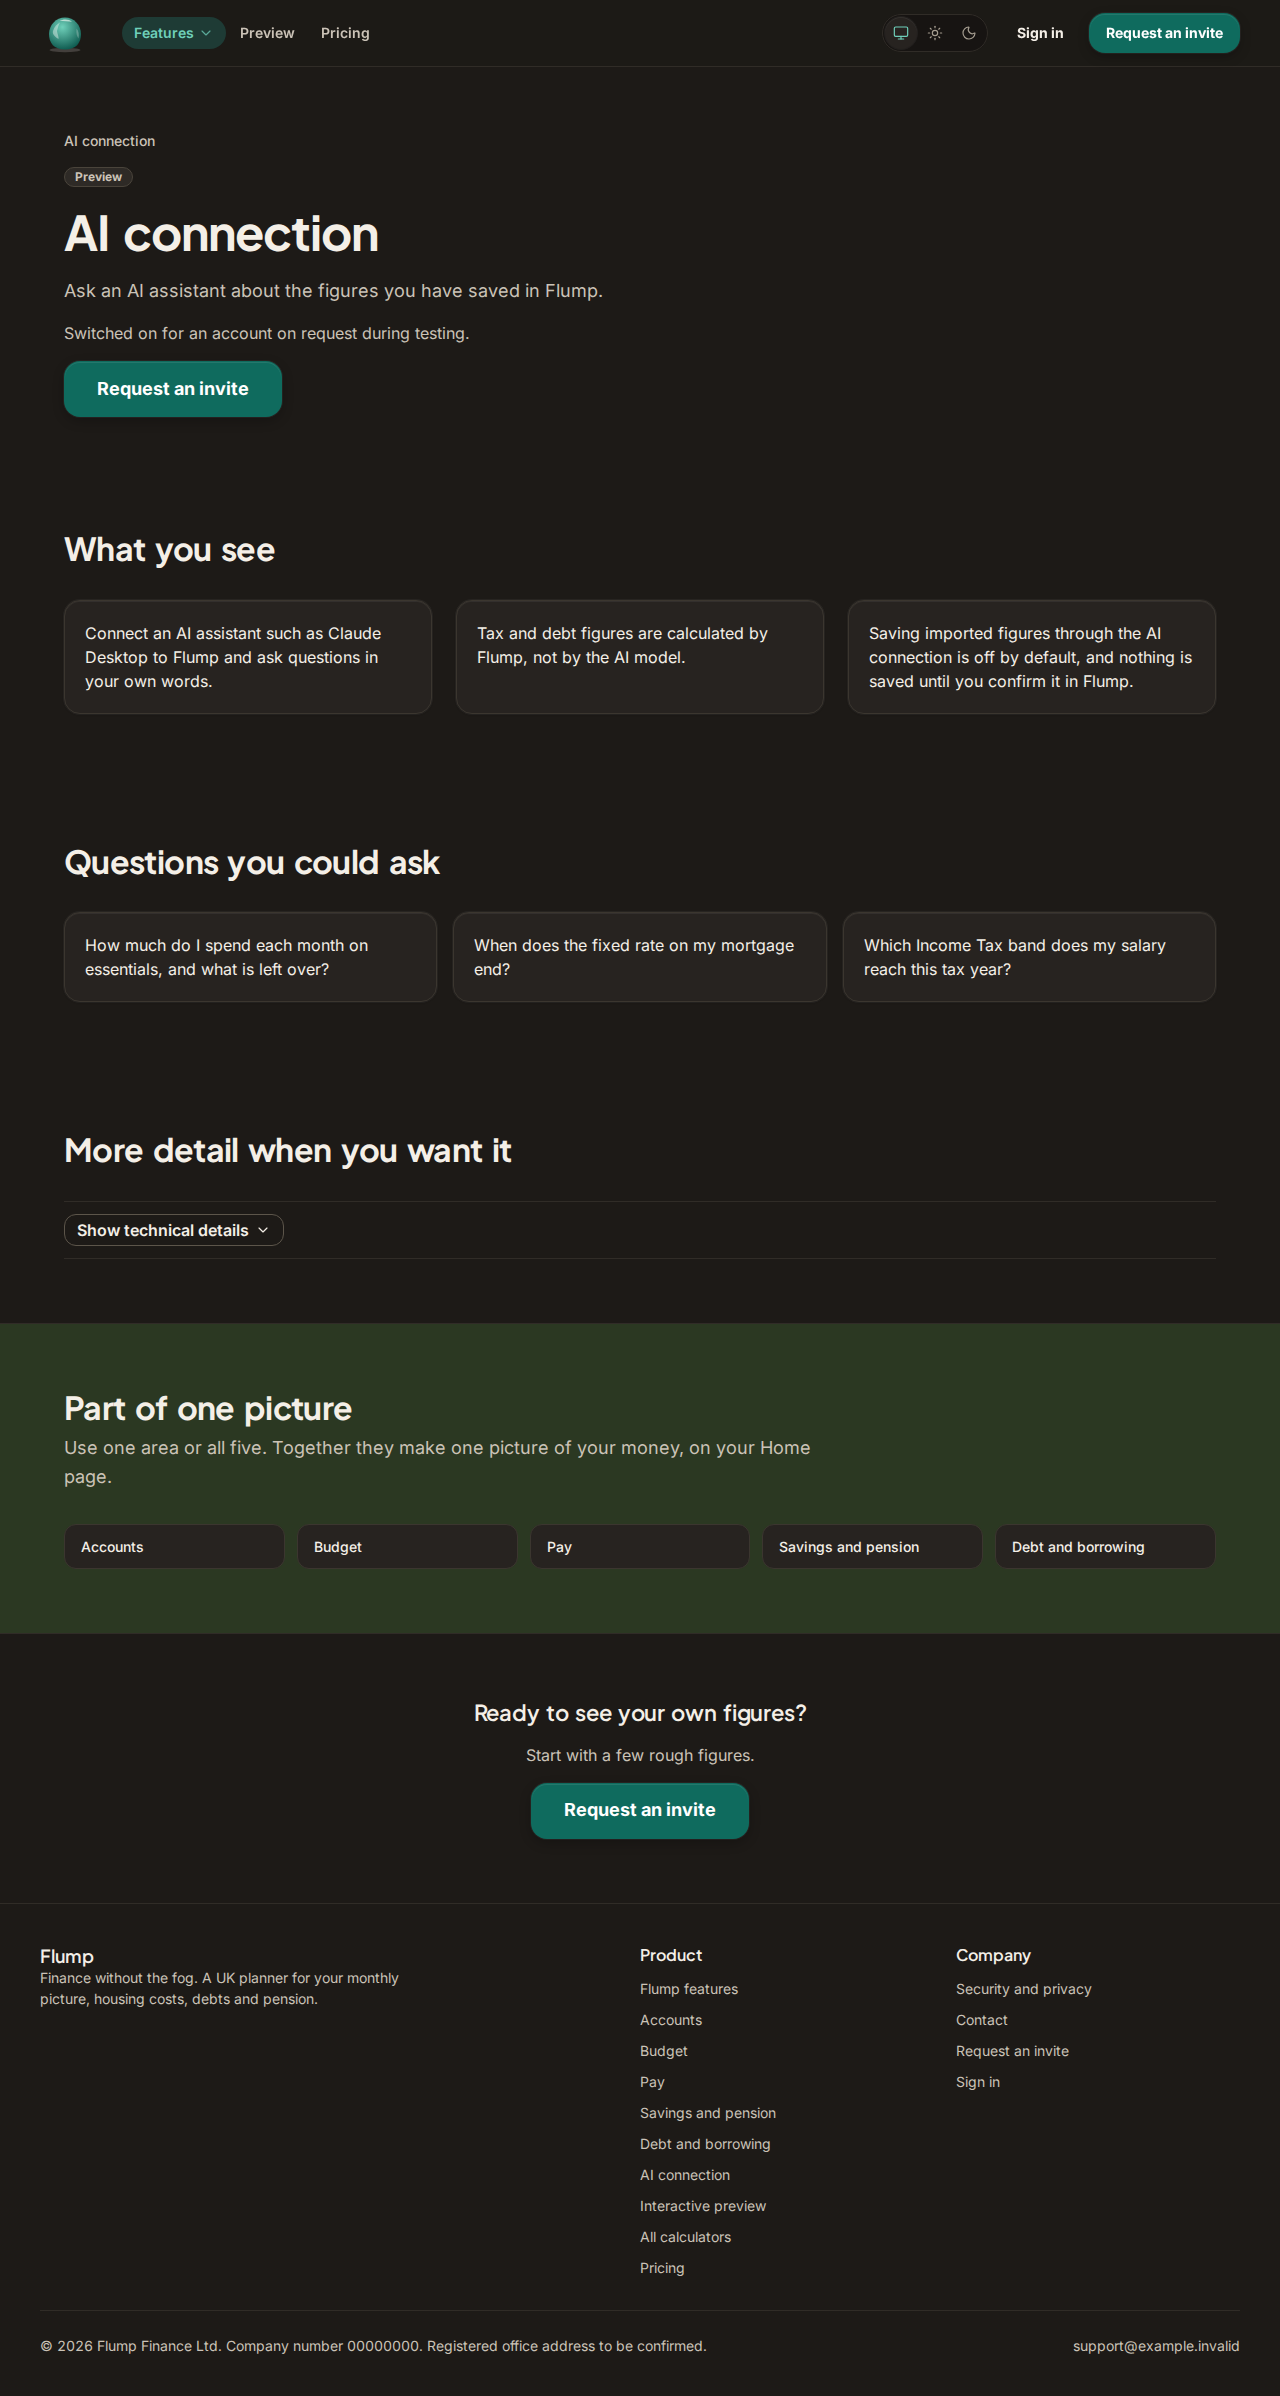 Features
Preview
Pricing
Sign in
Request an invite
AI connection
Preview
AI connection
Ask an AI assistant about the figures you have saved in Flump.
Switched on for an account on request during testing.
Request an invite
What you see
Connect an AI assistant such as Claude
Desktop to Flump and ask questions in
your own words.
Tax and debt figures are calculated by
Flump, not by the AI model.
Saving imported figures through the AI
connection is off by default, and nothing is
saved until you confirm it in Flump.
Questions you could ask
How much do I spend each month on
essentials, and what is left over?
When does the fixed rate on my mortgage
end?
Which Income Tax band does my salary
reach this tax year?
More detail when you want it
Show technical details
Part of one picture
Use one area or all five. Together they make one picture of your money, on your Home
page.
Accounts
Budget
Pay
Savings and pension
Debt and borrowing
Ready to see your own figures?
Start with a few rough figures.
Request an invite
Flump
Finance without the fog. A UK planner for your monthly
picture, housing costs, debts and pension.
Product
Flump features
Accounts
Budget
Pay
Savings and pension
Debt and borrowing
AI connection
Interactive preview
All calculators
Pricing
Company
Security and privacy
Contact
Request an invite
Sign in
© 2026 Flump Finance Ltd. Company number 00000000. Registered office address to be confirmed.
support@example.invalid